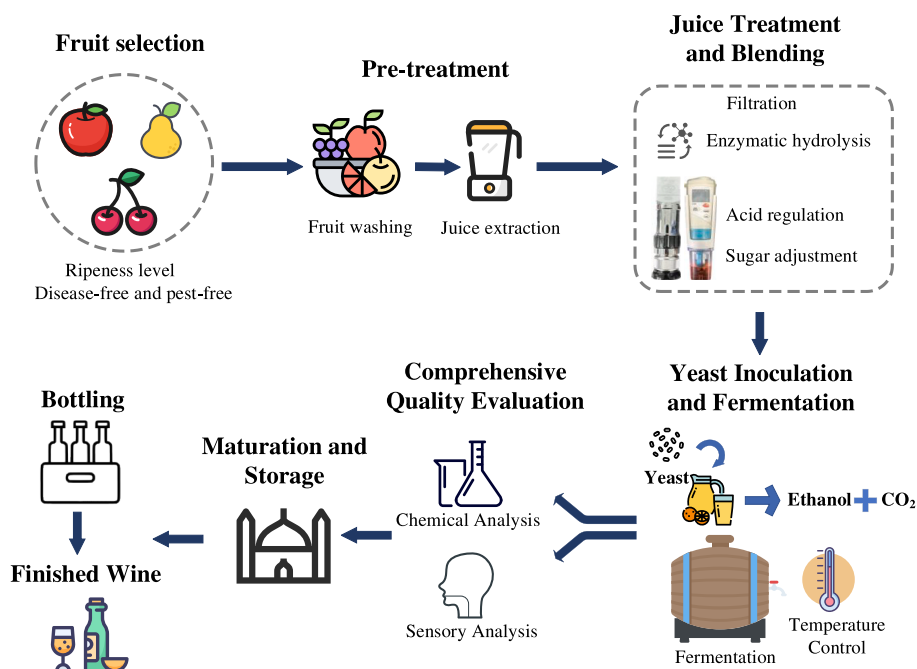 Fruit selection
Ripeness level
Disease-free and pest-free
Pre-treatment
Fruit washing
Juice extraction
Juice Treatment
and Blending
Filtration
Enzymatic hydrolysis
Acid regulation
Sugar adjustment
Yeast Inoculation
and Fermentation
Yeast
Ethanol + CO₂
Fermentation
Temperature
Control
Comprehensive
Quality Evaluation
Chemical Analysis
Sensory Analysis
Maturation and
Storage
Bottling
Finished Wine